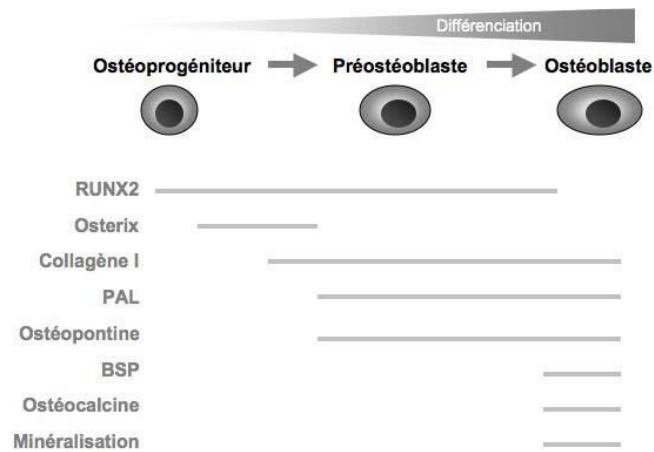 Différenciation
Ostéoprogéniteur Préostéoblaste Ostéoblaste
RUNX2
Osterix
Collagène I
PAL
Ostéopontine
BSP
Ostéocalcine
Minéralisation